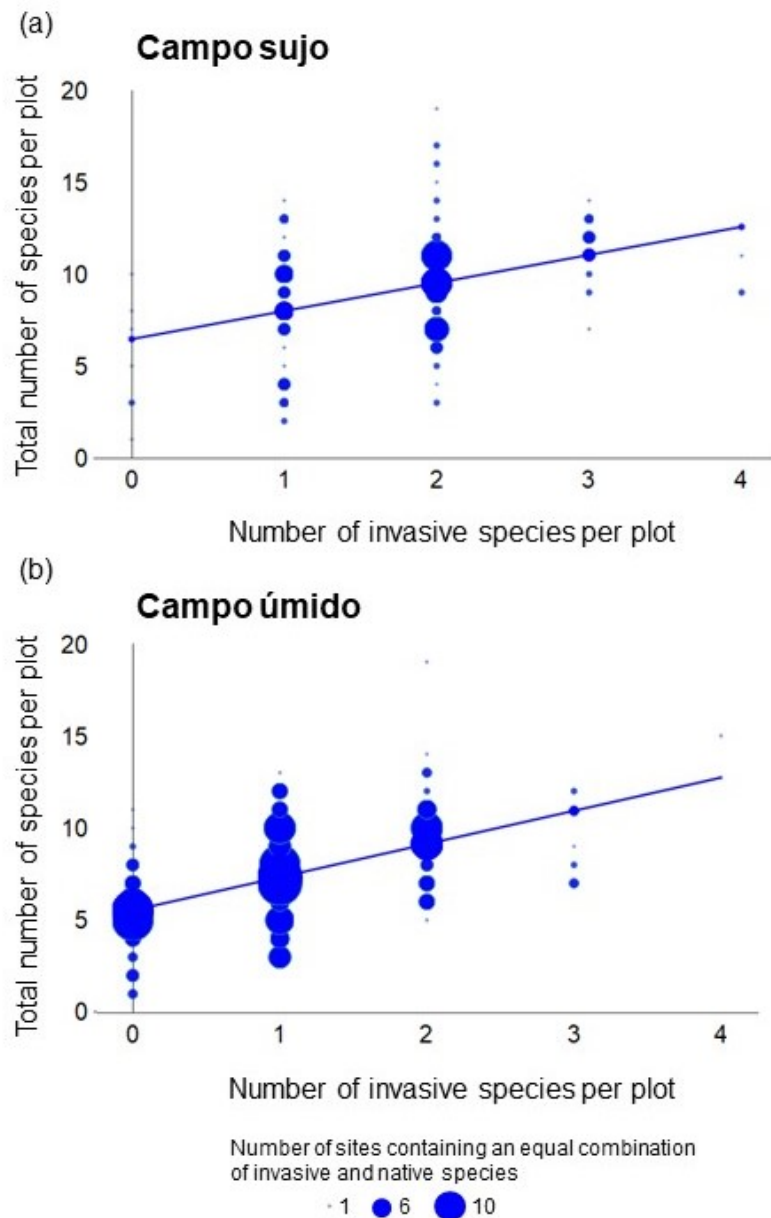 (a)
Campo sujo
Total number of species per plot
20
15
10
5
0
0 1 2 3 4
Number of invasive species per plot
(b)
Campo úmido
Total number of species per plot
20
15
10
5
0
0 1 2 3 4
Number of invasive species per plot
Number of sites containing an equal combination
of invasive and native species
1 6 10